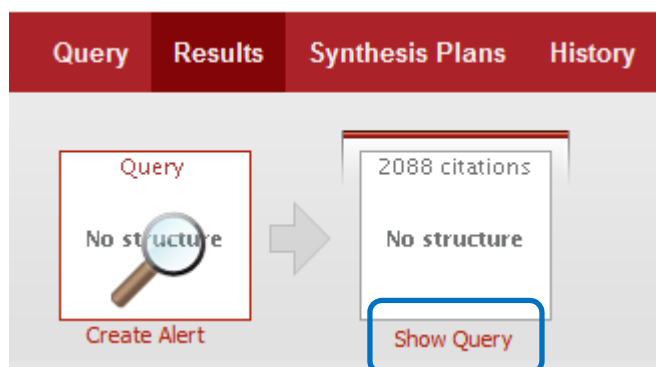 Query Results Synthesis Plans History
Query
No structure
Create Alert
2088 citations
No structure
Show Query